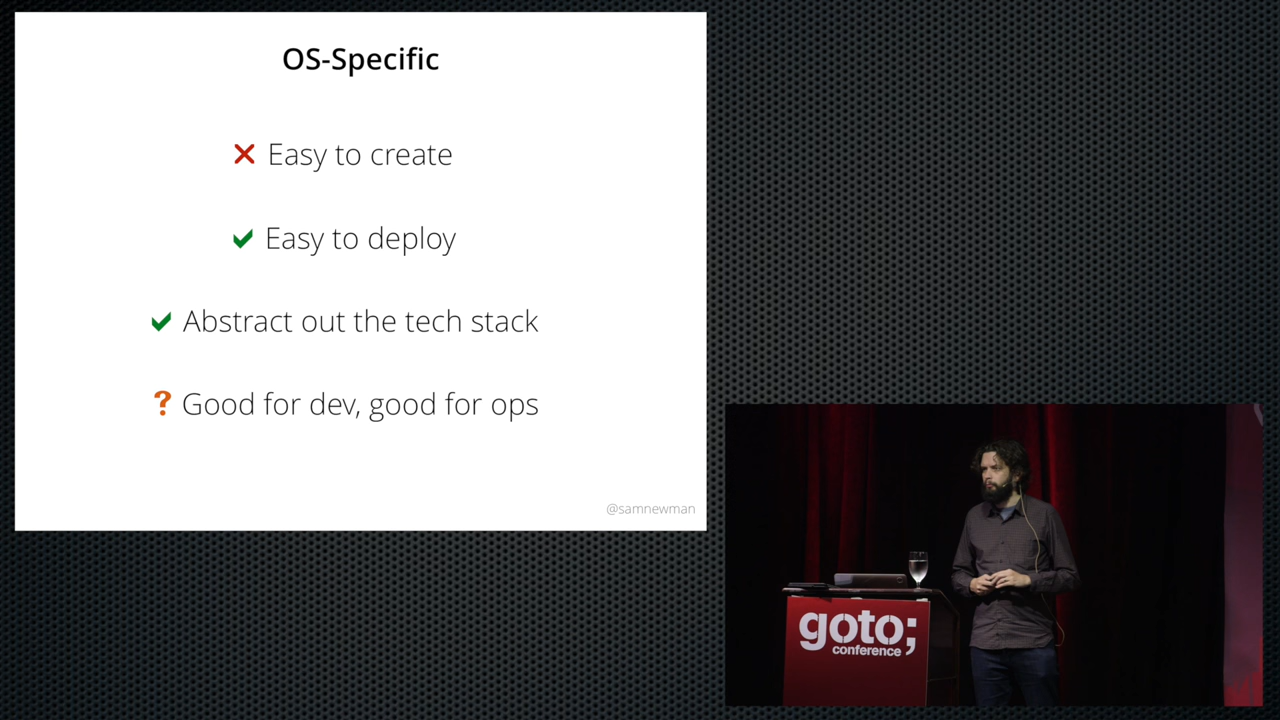 OS-Specific
Easy to create
Easy to deploy
Abstract out the tech stack
? Good for dev, good for ops
@samnewman
goto;
conference